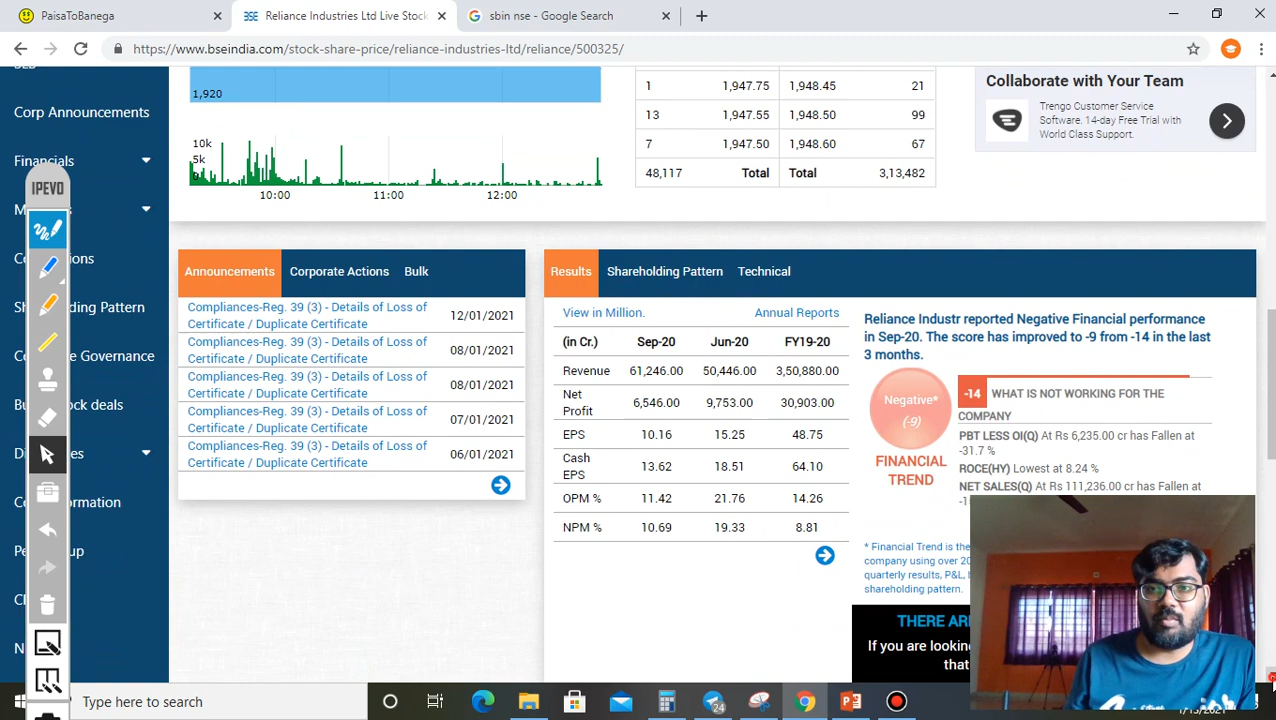 PaisaToBanega
Reliance Industries Ltd Live Stock
sbin nse - Google Search
https://www.bseindia.com/stock-share-price/reliance-industries-ltd/reliance/500325/
Corp Announcements
Financials
Shareholding Pattern
Corporate Governance
IPEVO
1,920
10k
5k
0
10:00 11:00 12:00
1 1,947.75 1,948.45 21
13 1,947.55 1,948.50 99
7 1,947.50 1,948.60 67
48,117 Total Total 3,13,482
Collaborate with Your Team
Trengo Customer Service
Software. 14-day Free Trial with
World Class Support.
Announcements Corporate Actions Bulk
Compliances-Reg. 39 (3) - Details of Loss of
Certificate / Duplicate Certificate
12/01/2021
Compliances-Reg. 39 (3) - Details of Loss of
Certificate / Duplicate Certificate
08/01/2021
Compliances-Reg. 39 (3) - Details of Loss of
Certificate / Duplicate Certificate
08/01/2021
Compliances-Reg. 39 (3) - Details of Loss of
Certificate / Duplicate Certificate
07/01/2021
Compliances-Reg. 39 (3) - Details of Loss of
Certificate / Duplicate Certificate
06/01/2021
Results Shareholding Pattern Technical
View in Million. Annual Reports
(in Cr.) Sep-20 Jun-20 FY19-20
Revenue 61,246.00 50,446.00 3,50,880.00
Net
Profit
6,546.00 9,753.00 30,903.00
EPS 10.16 15.25 48.75
Cash
EPS
13.62 18.51 64.10
OPM % 11.42 21.76 14.26
NPM % 10.69 19.33 8.81
Reliance Industr reported Negative Financial performance
in Sep-20. The score has improved to -9 from -14 in the last
3 months.
Negative*
(-9)
FINANCIAL
TREND
-14 WHAT IS NOT WORKING FOR THE
COMPANY
PBT LESS OI(Q) At Rs 6,235.00 cr has Fallen at
-31.7 %
ROCE(HY) Lowest at 8.24 %
NET SALES(Q) At Rs 111,236.00 cr has Fallen at
* Financial Trend is the
company using over 20
quarterly results, P&L,
shareholding pattern.
THERE
If you are
that
Type here to search
24
1/15/2021